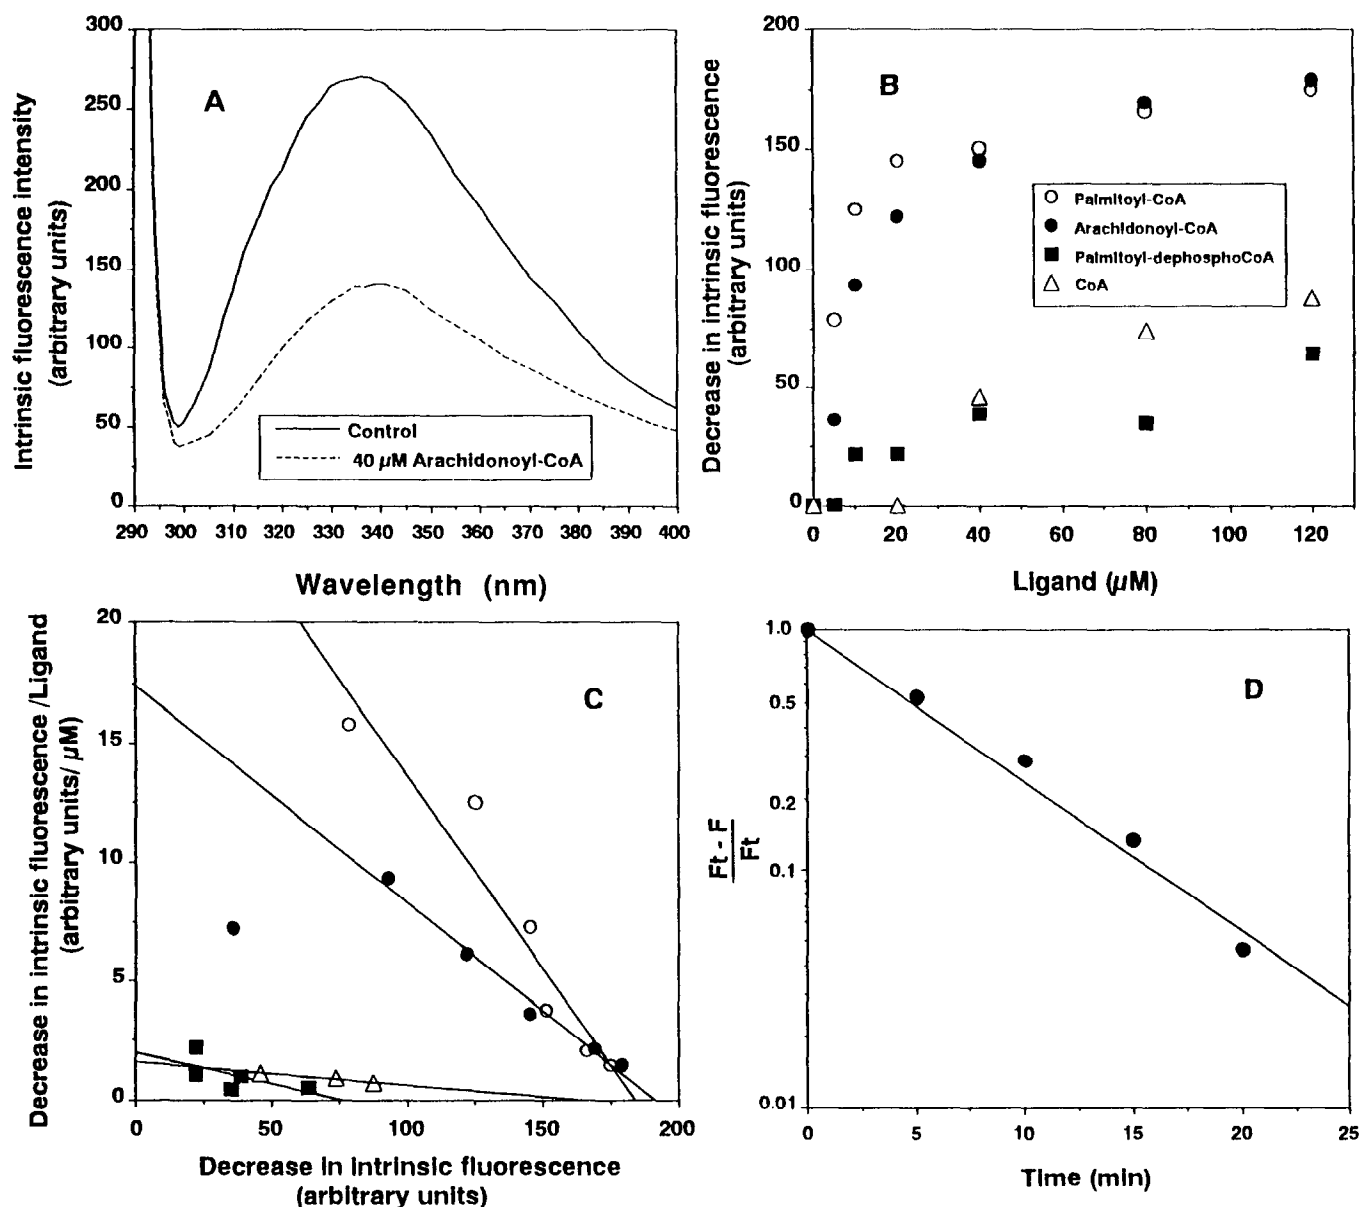 A
Intrinsic fluorescence intensity
(arbitrary units)
300
250
200
150
100
50
0
290 300 310 320 330 340 350 360 370 380 390 400
Wavelength (nm)
Control
40 µM Arachidonoyl-CoA
B
Decrease in intrinsic fluorescence
(arbitrary units)
200
150
100
50
0
0 20 40 60 80 100 120
Ligand (µM)
Palmitoyl-CoA
Arachidonoyl-CoA
Palmitoyl-dephosphoCoA
CoA
C
Decrease in intrinsic fluorescence /Ligand
(arbitrary units/ µM)
20
15
10
5
0
0 50 100 150 200
Decrease in intrinsic fluorescence
(arbitrary units)
D
Ft - F
Ft
1.0
0.5
0.2
0.1
0.01
0 5 10 15 20 25
Time (min)